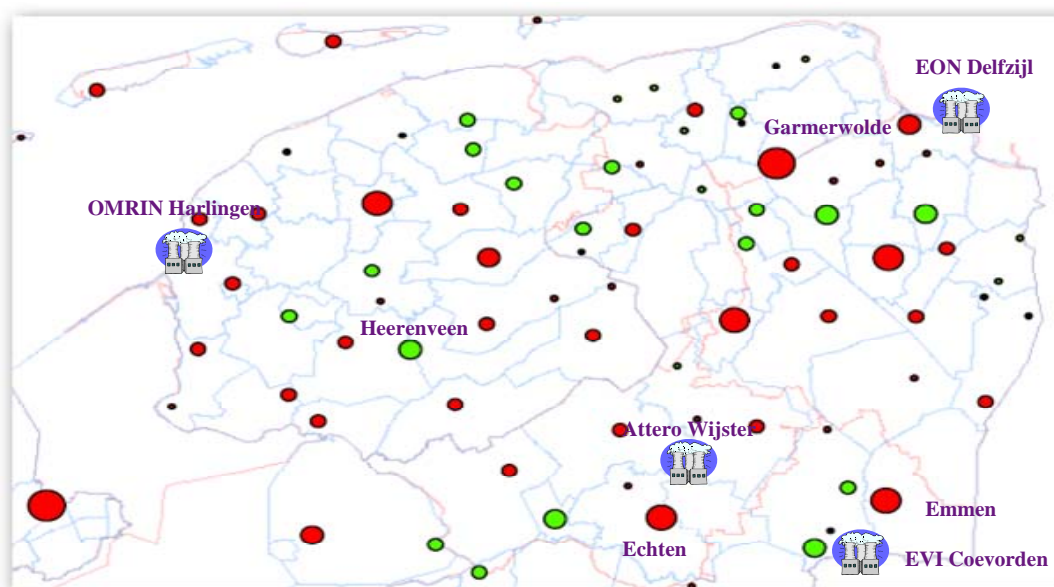 EON Delfzijl
Garmerwolde
OMRIN Harlingen
Heerenveen
Attero Wijster
Emmen
Echten
EVI Coevorden